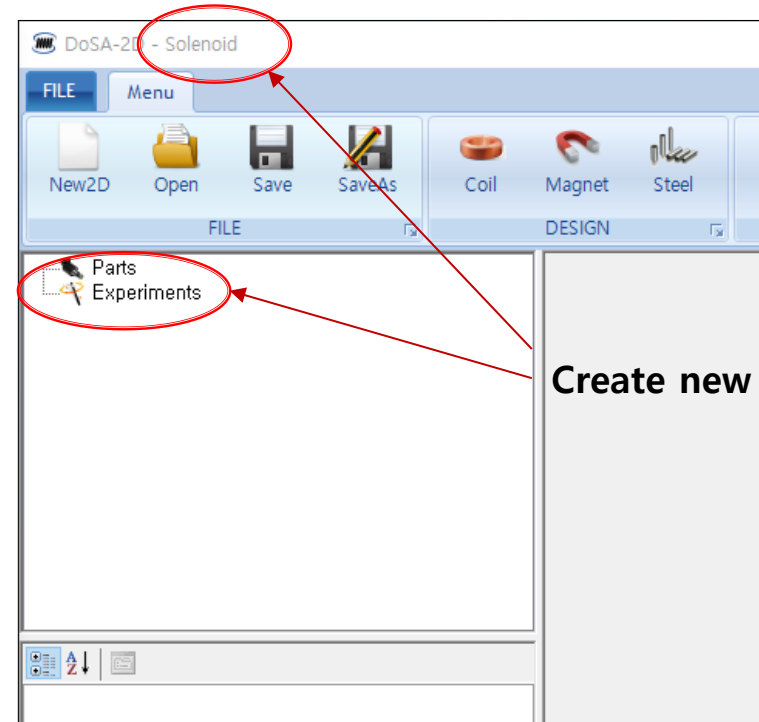 DoSA-2D - Solenoid
FILE Menu
New2D Open Save SaveAs Coil Magnet Steel
FILE DESIGN
Parts
Experiments
Create new
A
Z